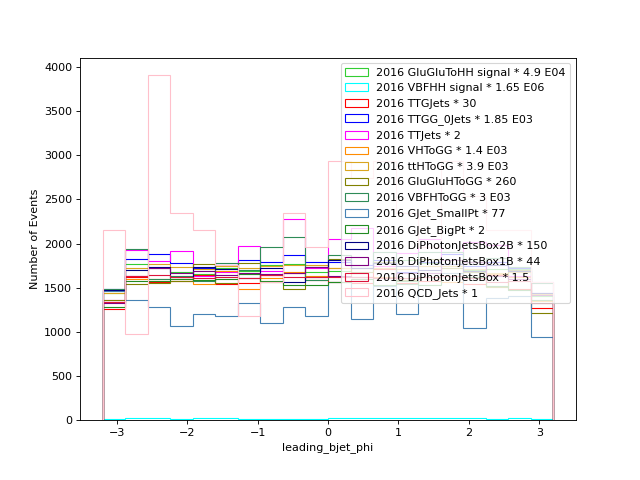 4000
3500
3000
2500
2000
1500
1000
500
0
Number of Events
2016 GluGluToHH signal * 4.9 E04
2016 VBFHH signal * 1.65 E06
2016 TTGJets * 30
2016 TTGG_0Jets * 1.85 E03
2016 TTJets * 2
2016 VHToGG * 1.4 E03
2016 ttHToGG * 3.9 E03
2016 GluGluHToGG * 260
2016 VBFHToGG * 3 E03
2016 GJet_SmallPt * 77
2016 GJet_BigPt * 2
2016 DiPhotonJetsBox2B * 150
2016 DiPhotonJetsBox1B * 44
2016 DiPhotonJetsBox * 1.5
2016 QCD_Jets * 1
−3 −2 −1 0 1 2 3
leading_bjet_phi